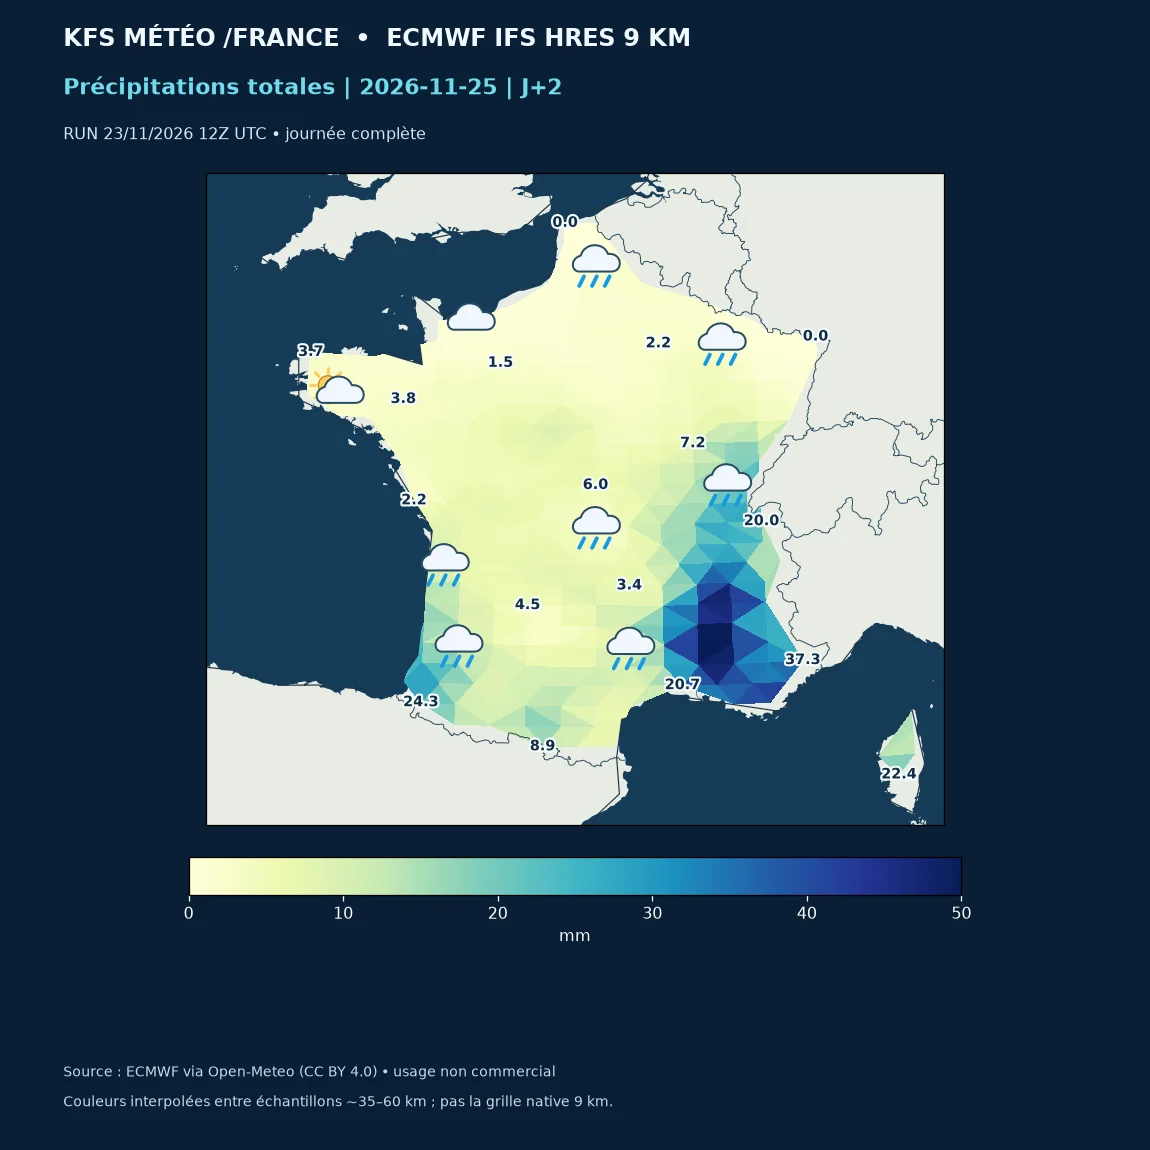 KFS MÉTÉO /FRANCE • ECMWF IFS HRES 9 KM
Précipitations totales | 2026-11-25 | J+2
RUN 23/11/2026 12Z UTC • journée complète
0.0
0.0
2.2
3.7
1.5
3.8
7.2
6.0
2.2
20.0
3.4
4.5
37.3
20.7
24.3
8.9
22.4
0 10 20 30 40 50
mm
Source : ECMWF via Open-Meteo (CC BY 4.0) • usage non commercial
Couleurs interpolées entre échantillons ~35–60 km ; pas la grille native 9 km.